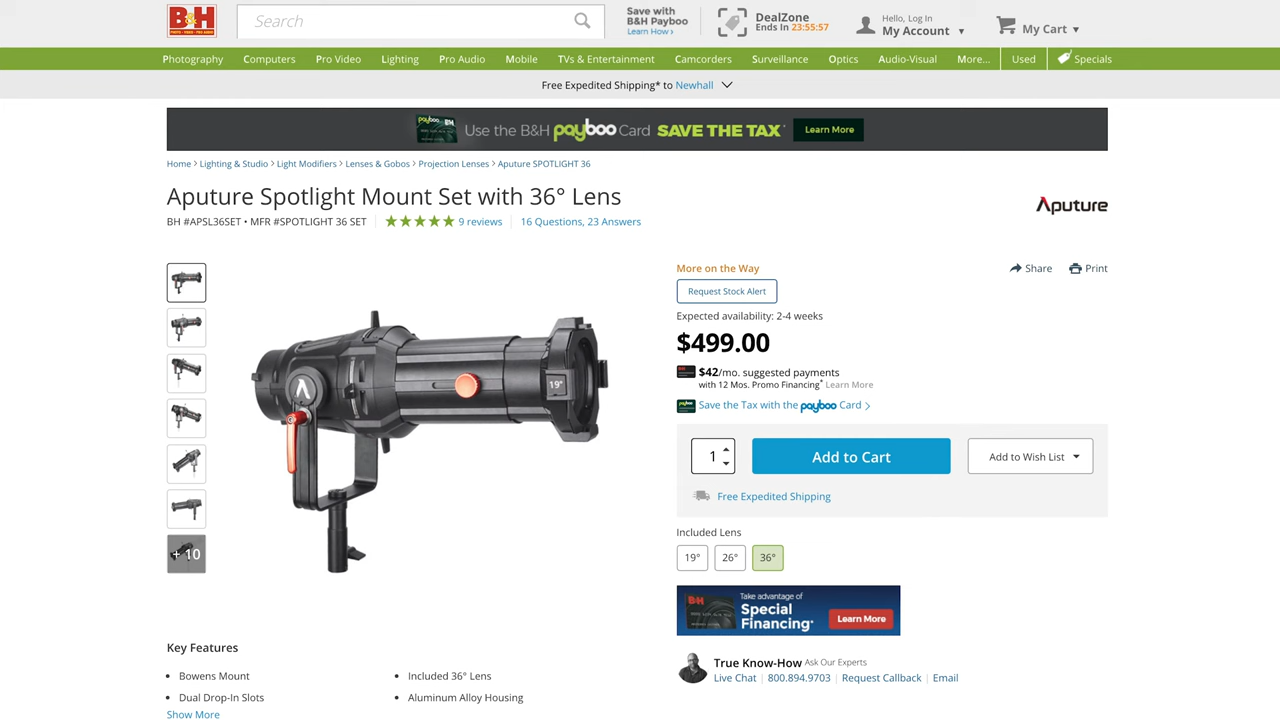 B&H
PHOTO - VIDEO - PRO AUDIO
Search
Save with
B&H Payboo
Learn How ›
DealZone
Ends In 23:55:57
Hello, Log In
My Account
My Cart
Photography Computers Pro Video Lighting Pro Audio Mobile TVs & Entertainment Camcorders Surveillance Optics Audio-Visual More... Used Specials
Free Expedited Shipping* to Newhall
payboo B&H Use the B&H payboo Card SAVE THE TAX* Learn More
Home > Lighting & Studio > Light Modifiers > Lenses & Gobos > Projection Lenses > Aputure SPOTLIGHT 36
Aputure Spotlight Mount Set with 36° Lens
Aputure
BH #APSL36SET • MFR #SPOTLIGHT 36 SET 9 reviews 16 Questions, 23 Answers
More on the Way
Share Print
Request Stock Alert
Expected availability: 2-4 weeks
$499.00
$42/mo. suggested payments
with 12 Mos. Promo Financing* Learn More
Save the Tax with the payboo Card >
19°
1
Add to Cart
Add to Wish List
Free Expedited Shipping
Included Lens
19° 26° 36°
+ 10
B&H
Take advantage of
Special
Financing*
Learn More
Key Features
Bowens Mount
Dual Drop-In Slots
Show More
Included 36° Lens
Aluminum Alloy Housing
True Know-How Ask Our Experts
Live Chat | 800.894.9703 | Request Callback | Email